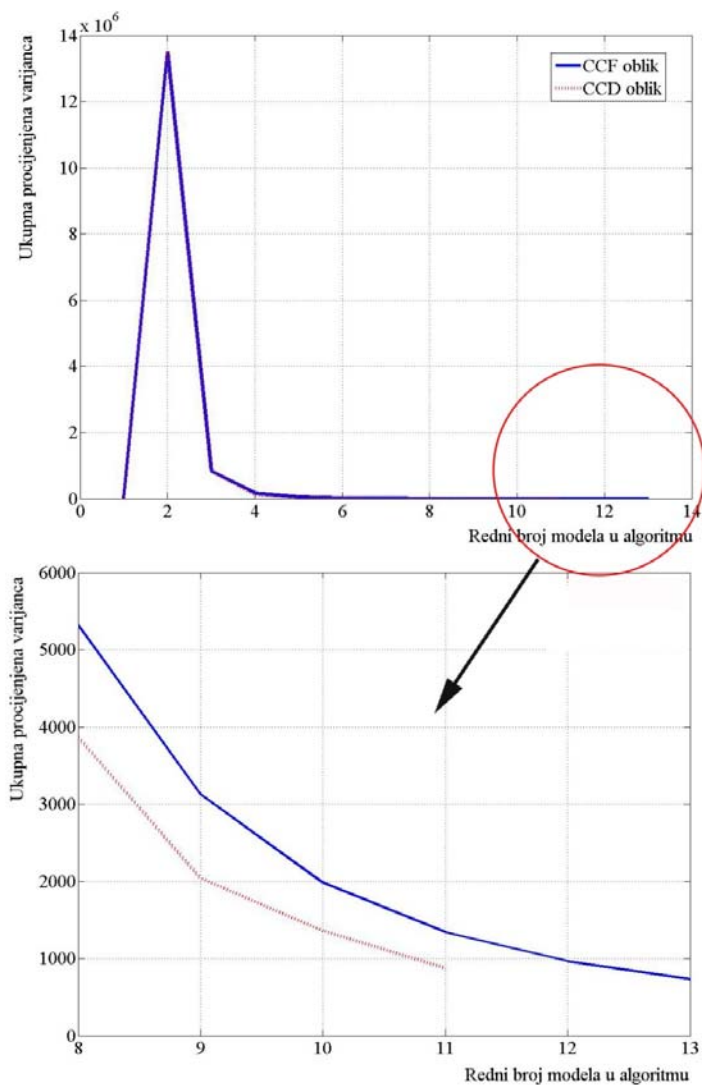 14 x 10⁶
12
10
8
6
4
2
0
0 2 4 6 8 10 12 14
Ukupna procijenjena varijanca
CCF oblik
CCD oblik
Redni broj modela u algoritmu
6000
5000
4000
3000
2000
1000
0
8 9 10 11 12 13
Ukupna procijenjena varijanca
Redni broj modela u algoritmu